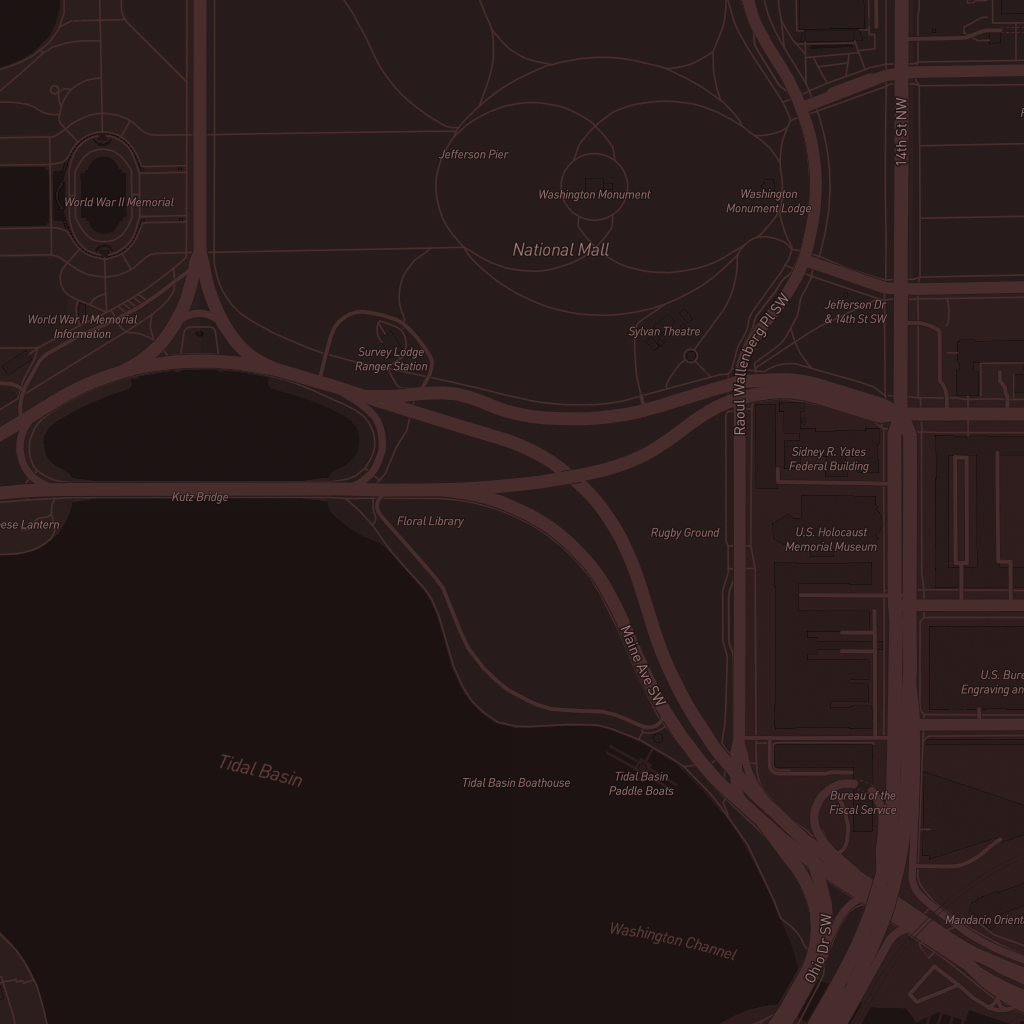 14th St NW
Jefferson Pier
World War II Memorial
Washington Monument
Washington
Monument Lodge
National Mall
Jefferson Dr
& 14th St SW
World War II Memorial
Information
Sylvan Theatre
Raoul Wallenberg Pl SW
Survey Lodge
Ranger Station
Sidney R. Yates
Federal Building
Kutz Bridge
ese Lantern
Floral Library
Rugby Ground
U.S. Holocaust
Memorial Museum
Maine Ave SW
U.S. Bure
Engraving an
Tidal Basin
Tidal Basin Boathouse
Tidal Basin
Paddle Boats
Bureau of the
Fiscal Service
Mandarin Orient
Washington Channel
Ohio Dr SW